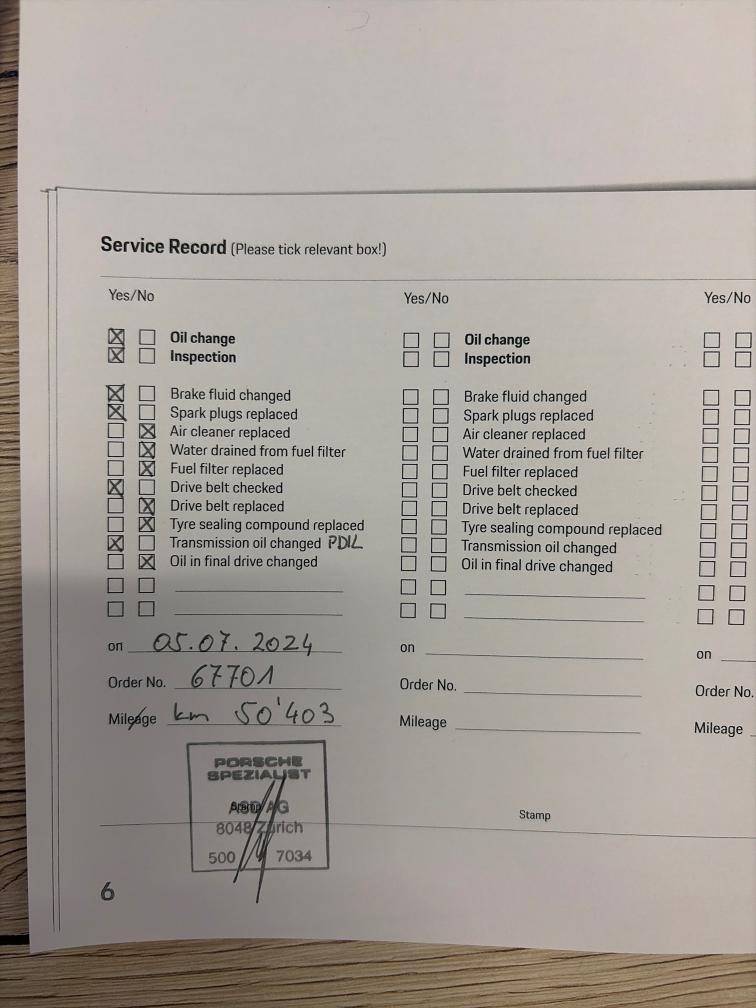 Service Record (Please tick relevant box!)
Yes/No
Oil change
Inspection
Brake fluid changed
Spark plugs replaced
Air cleaner replaced
Water drained from fuel filter
Fuel filter replaced
Drive belt checked
Drive belt replaced
Tyre sealing compound replaced
Transmission oil changed PDK
Oil in final drive changed
on 05.07.2024
Order No. 67701
Mileage km 50'403
PORSCHE
SPEZIALIST
Stamp
ASD AG
8048 Zürich
500 7034
6
Yes/No
Oil change
Inspection
Brake fluid changed
Spark plugs replaced
Air cleaner replaced
Water drained from fuel filter
Fuel filter replaced
Drive belt checked
Drive belt replaced
Tyre sealing compound replaced
Transmission oil changed
Oil in final drive changed
on
Order No.
Mileage
Stamp
Yes/No
on
Order No.
Mileage